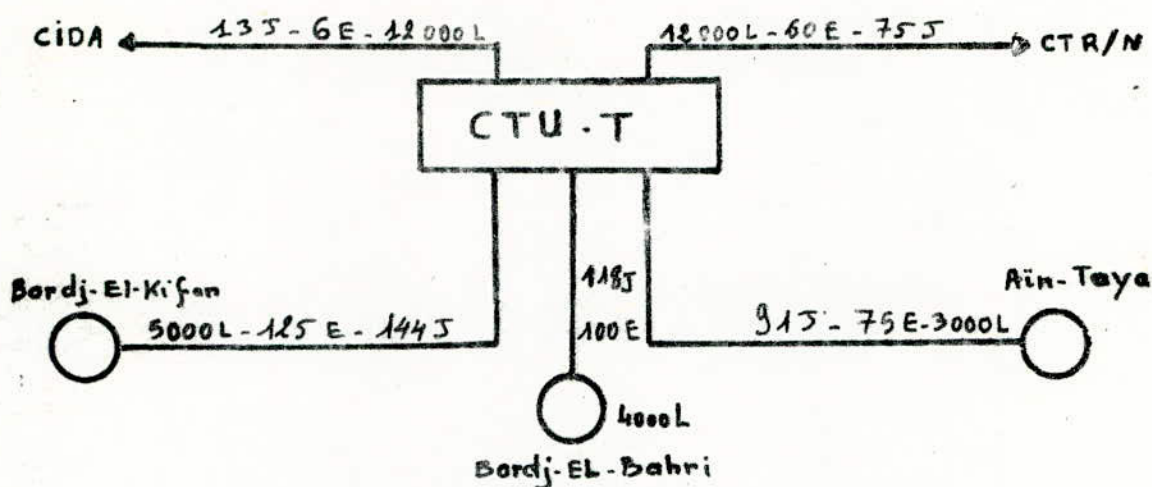 CiDA
13J-6E-12000L
12000L-60E-75J
CTR/N
CTU-T
Bordj-El-Kifan
5000L-125E-144J
118J
100E
91J-75E-3000L
Aïn-Taya
4000L
Bordj-EL-Bahri